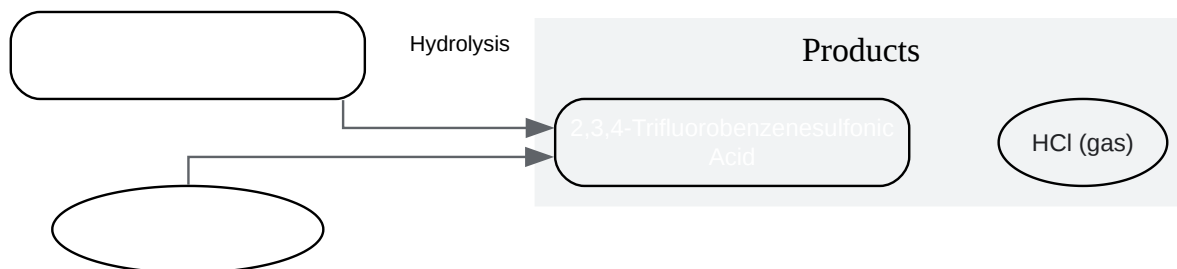 Hydrolysis
Products
2,3,4-Trifluorobenzenesulfonic
Acid
HCl (gas)